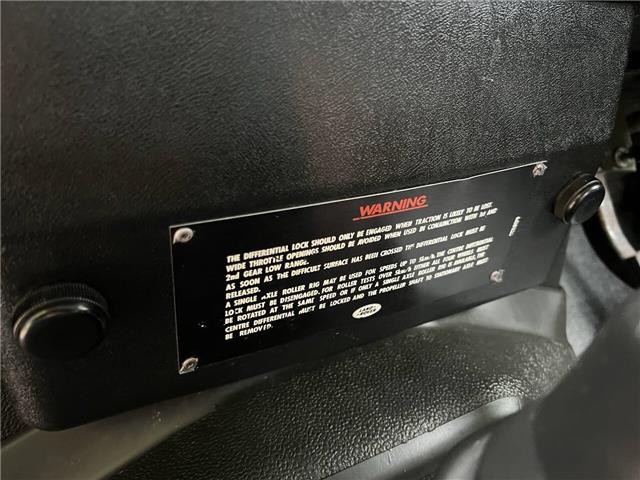 WARNING
THE DIFFERENTIAL LOCK SHOULD ONLY BE ENGAGED WHEN TRACTION IS LIKELY TO BE LOST.
WIDE THROTTLE OPENINGS SHOULD BE AVOIDED WHEN USED IN CONJUNCTION WITH 1st AND
2nd GEAR LOW RANGE.
AS SOON AS THE DIFFICULT SURFACE HAS BEEN CROSSED DIFFERENTIAL LOCK MUST BE
RELEASED.
A SINGLE AXLE ROLLER RIG MAY BE USED FOR SPEEDS UP TO 5km/h. THE CENTRE DIFFERENTIAL
LOCK MUST BE DISENGAGED. FOR ROLLER TESTS OVER 5km/h EITHER ALL FOUR WHEELS MUST
BE ROTATED AT THE SAME SPEED OR IF ONLY A SINGLE AXLE ROLLER RIG IS AVAILABLE, THE
CENTRE DIFFERENTIAL MUST BE LOCKED AND THE PROPELLER SHAFT TO STATIONARY AXLE MUST
BE REMOVED.
LAND
ROVER